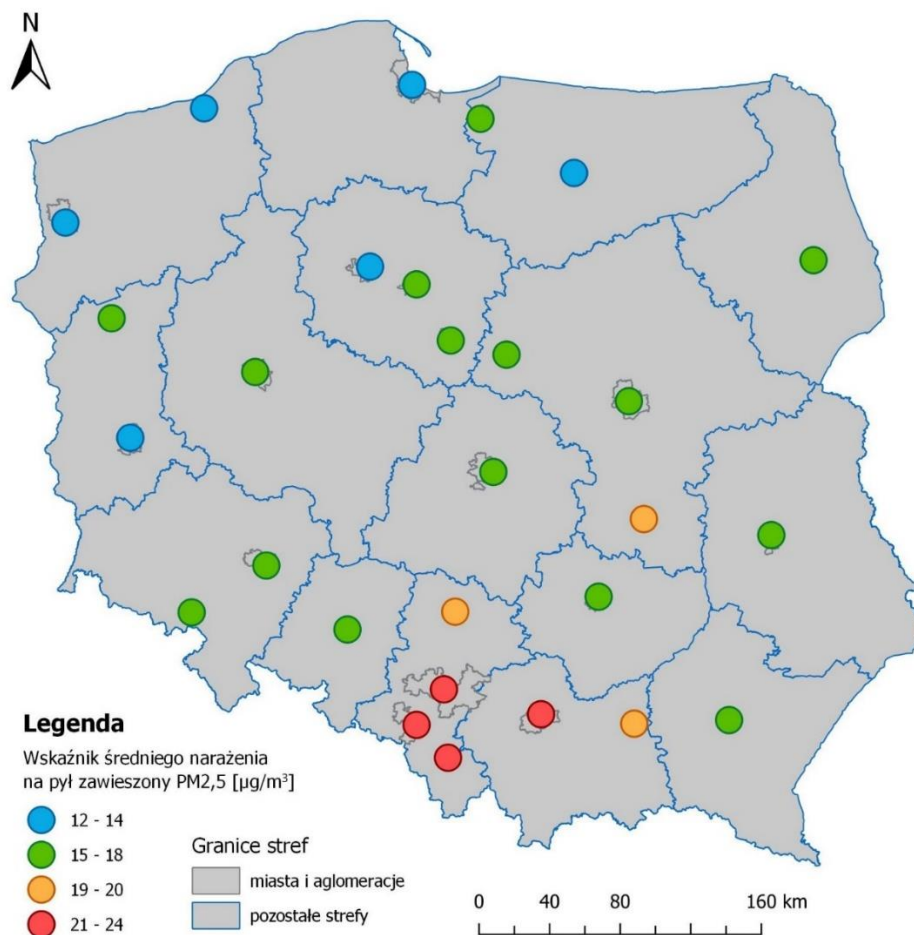 N
Legenda
Wskaźnik średniego narażenia
na pył zawieszony PM2,5 [µg/m³]
12 - 14
15 - 18
19 - 20
21 - 24
Granice stref
miasta i aglomeracje
pozostałe strefy
0 40 80 160 km